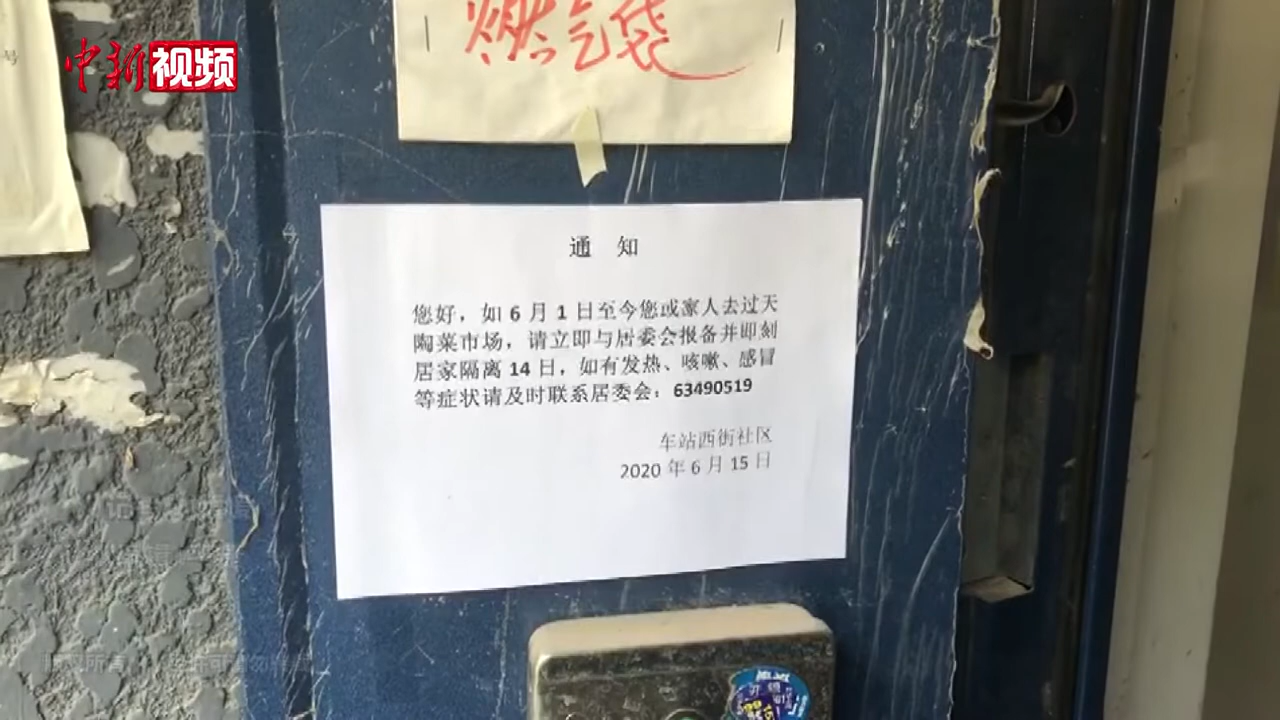 中新视频
号
燃气袋
通 知
您好，如 6 月 1 日至今您或家人去过天
陶菜市场，请立即与居委会报备并即刻
居家隔离 14 日，如有发热、咳嗽、感冒
等症状请及时联系居委会：63490519
车站西街社区
2020 年 6 月 15 日